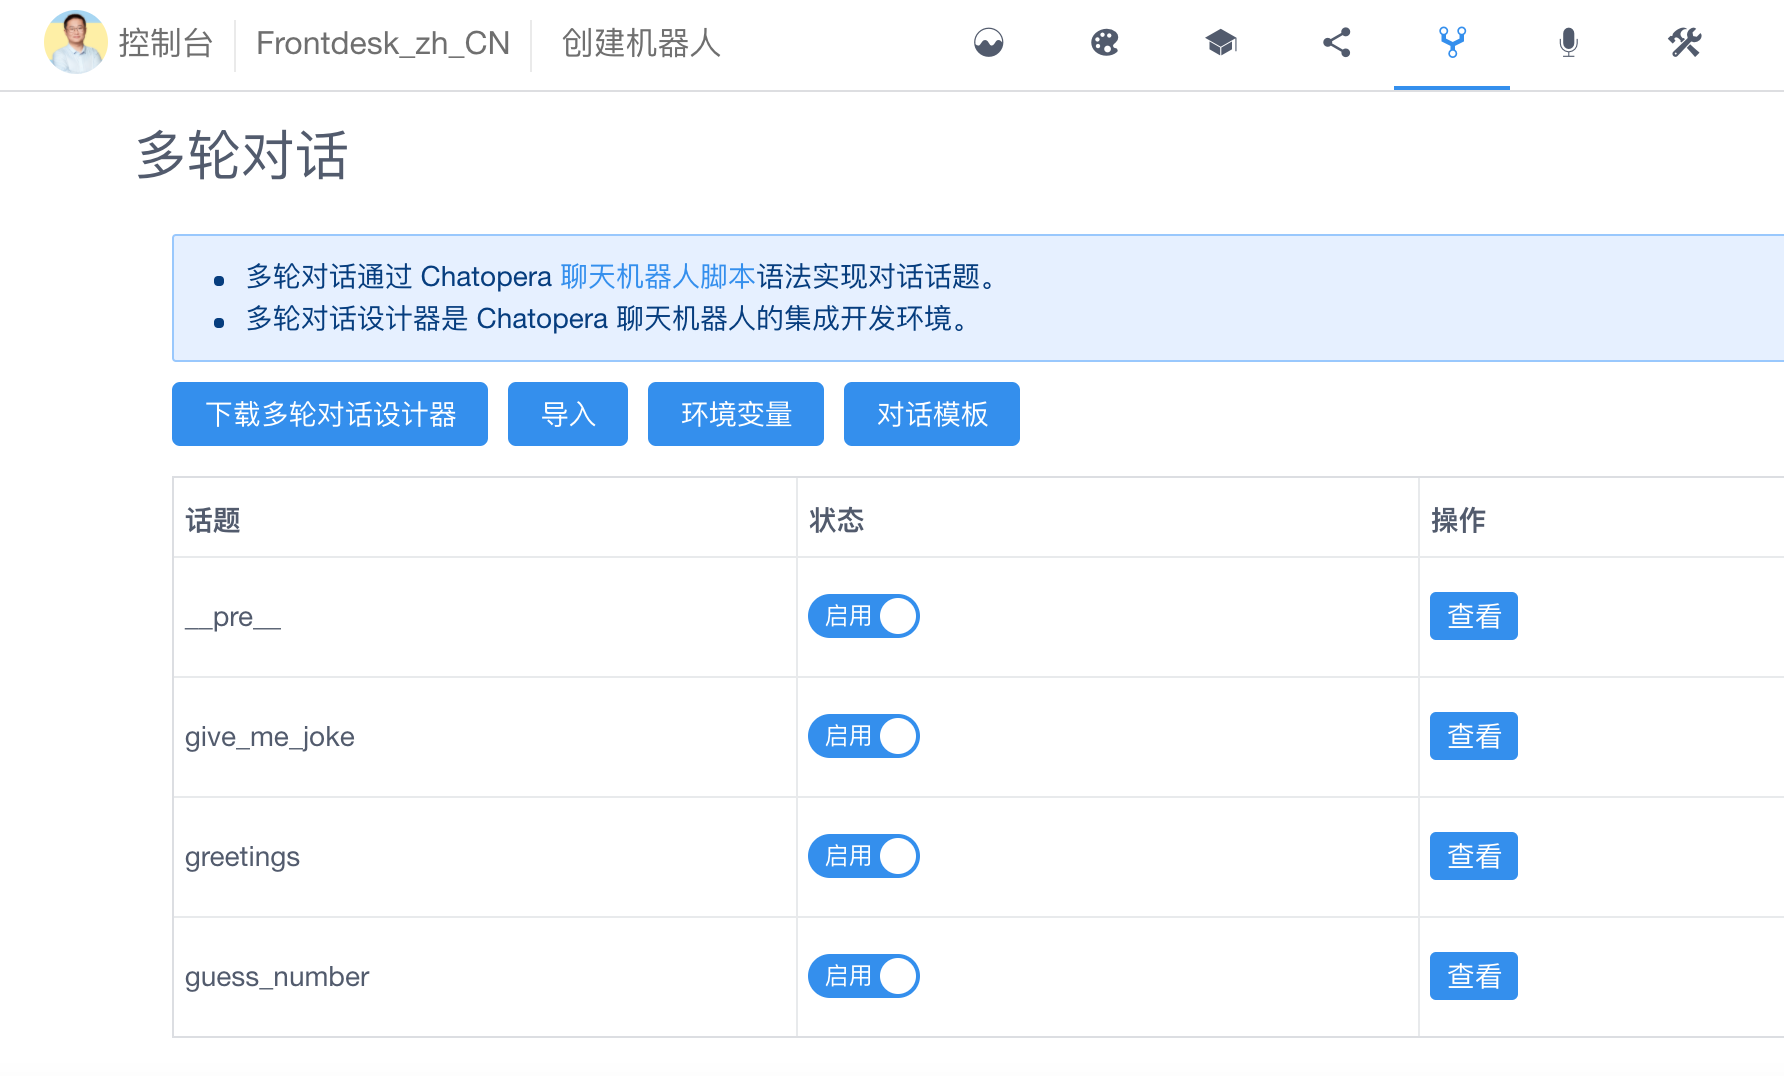 控制台 Frontdesk_zh_CN 创建机器人
多轮对话
多轮对话通过 Chatopera 聊天机器人脚本语法实现对话话题。
多轮对话设计器是 Chatopera 聊天机器人的集成开发环境。
下载多轮对话设计器 导入 环境变量 对话模板
话题 状态 操作
__pre__ 启用 查看
give_me_joke 启用 查看
greetings 启用 查看
guess_number 启用 查看